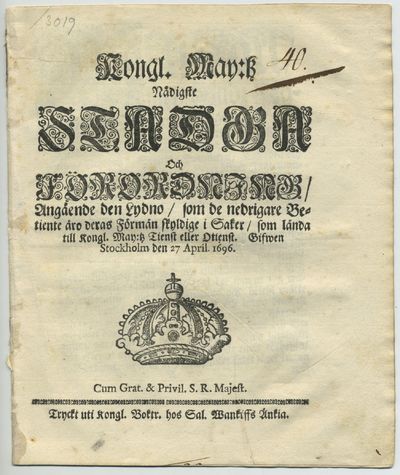 3019
40.
Kongl. May:tz
Nådigste
STADGA
Och
FÖRORDNING/
Angående den Lydno / som de nedrigare Be-
tiente äro deras Förmän skyldige i Saker / som lända
till Kongl. May:tz Tienst eller Otienst. Gifwen
Stockholm den 27 April. 1696.
Cum Grat. & Privil. S. R. Majest.
Tryckt uti Kongl. Boktr. hos Sal. Wankiffs Änkia.